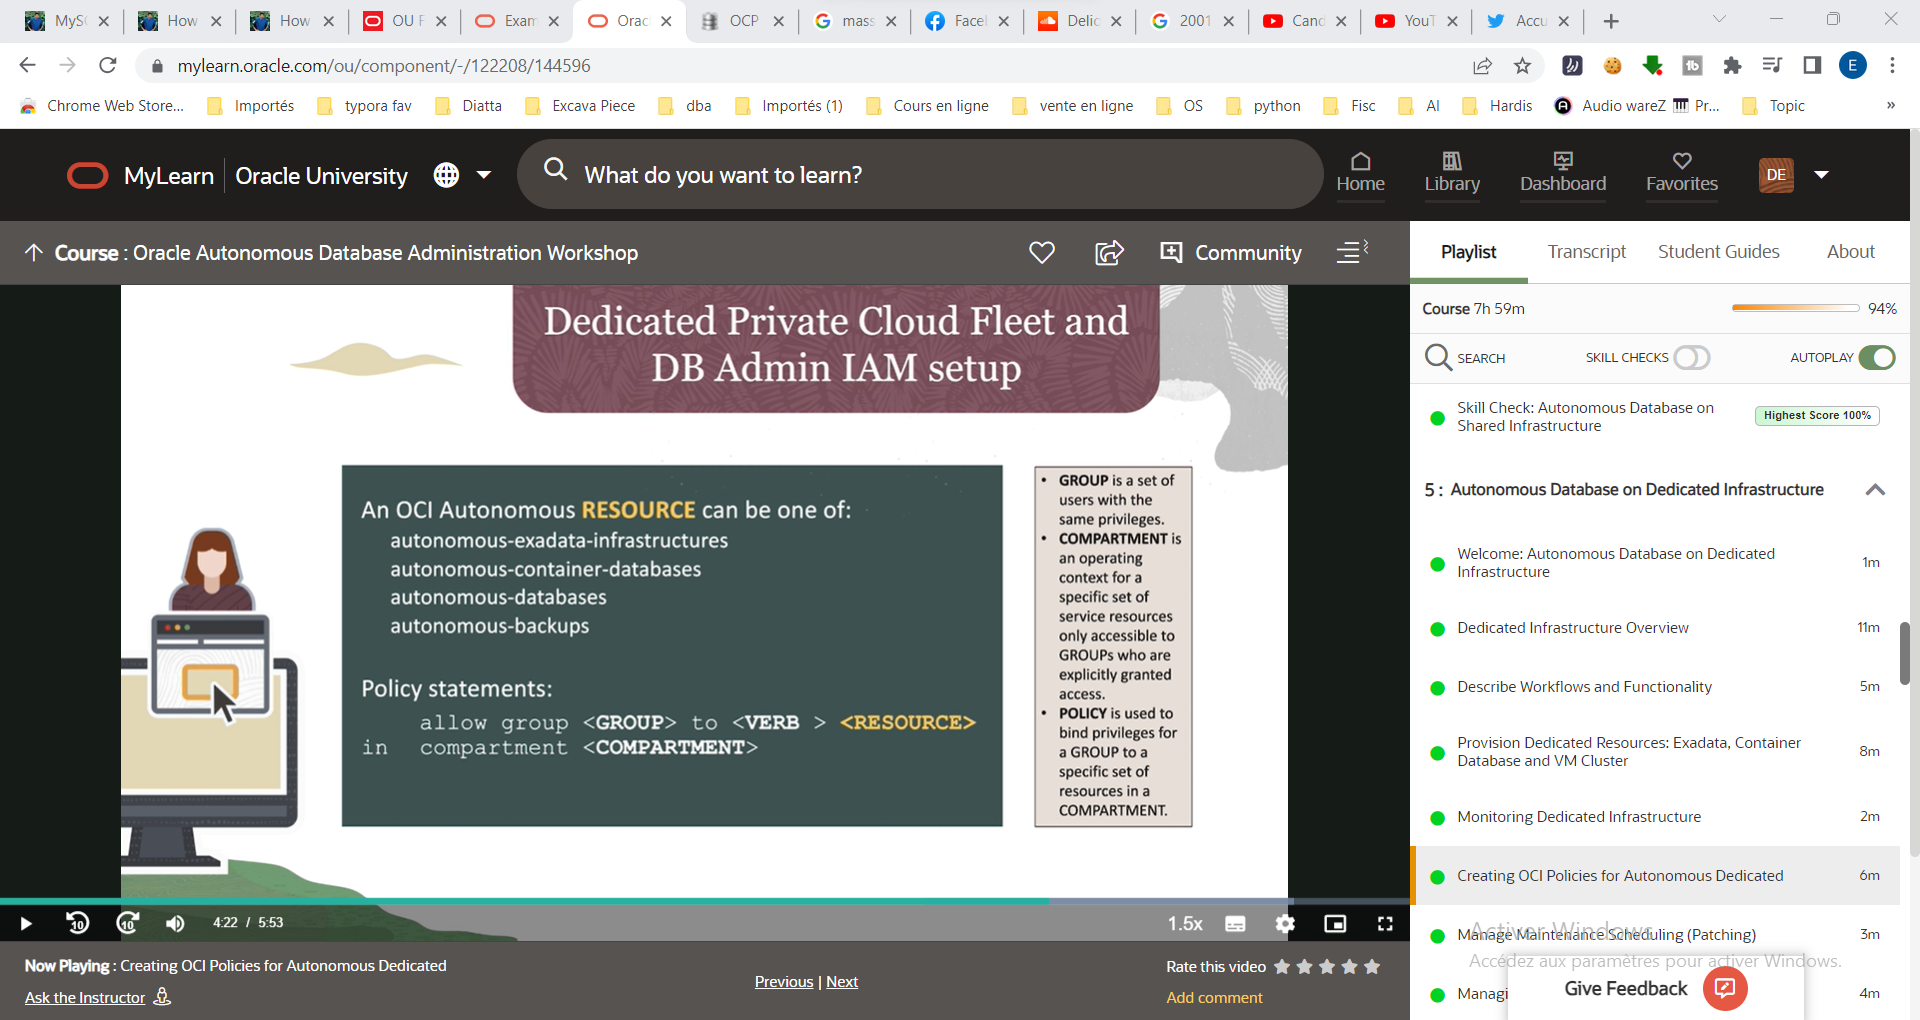 MyS
How
How
OU F
Exam
Orac
OCP
mass
Face
Delic
2001
Canc
YouT
Accu
mylearn.oracle.com/ou/component/-/122208/144596
E
Chrome Web Store...
Importés
typora fav
Diatta
Excava Piece
dba
Importés (1)
Cours en ligne
vente en ligne
OS
python
Fisc
AI
Hardis
Audio wareZ
Pr...
Topic
»
MyLearn
Oracle University
What do you want to learn?
Home
Library
Dashboard
Favorites
DE
Course : Oracle Autonomous Database Administration Workshop
Community
Playlist
Transcript
Student Guides
About
Dedicated Private Cloud Fleet and
DB Admin IAM setup
An OCI Autonomous RESOURCE can be one of:
autonomous-exadata-infrastructures
autonomous-container-databases
autonomous-databases
autonomous-backups
Policy statements:
allow group <GROUP> to <VERB > <RESOURCE>
in compartment <COMPARTMENT>
• GROUP is a set of
users with the
same privileges.
• COMPARTMENT is
an operating
context for a
specific set of
service resources
only accessible to
GROUPs who are
explicitly granted
access.
• POLICY is used to
bind privileges for
a GROUP to a
specific set of
resources in a
COMPARTMENT.
10
10
4:22 / 5:53
1.5x
Now Playing : Creating OCI Policies for Autonomous Dedicated
Ask the Instructor
Previous | Next
Rate this video
Add comment
Course 7h 59m
94%
SEARCH
SKILL CHECKS
AUTOPLAY
Skill Check: Autonomous Database on
Shared Infrastructure
Highest Score 100%
5 : Autonomous Database on Dedicated Infrastructure
Welcome: Autonomous Database on Dedicated
Infrastructure
1m
Dedicated Infrastructure Overview
11m
Describe Workflows and Functionality
5m
Provision Dedicated Resources: Exadata, Container
Database and VM Cluster
8m
Monitoring Dedicated Infrastructure
2m
Creating OCI Policies for Autonomous Dedicated
6m
Activer Windows
Manage Maintenance Scheduling (Patching)
3m
Accédez aux paramètres pour activer Windows.
Managi
4m
Give Feedback